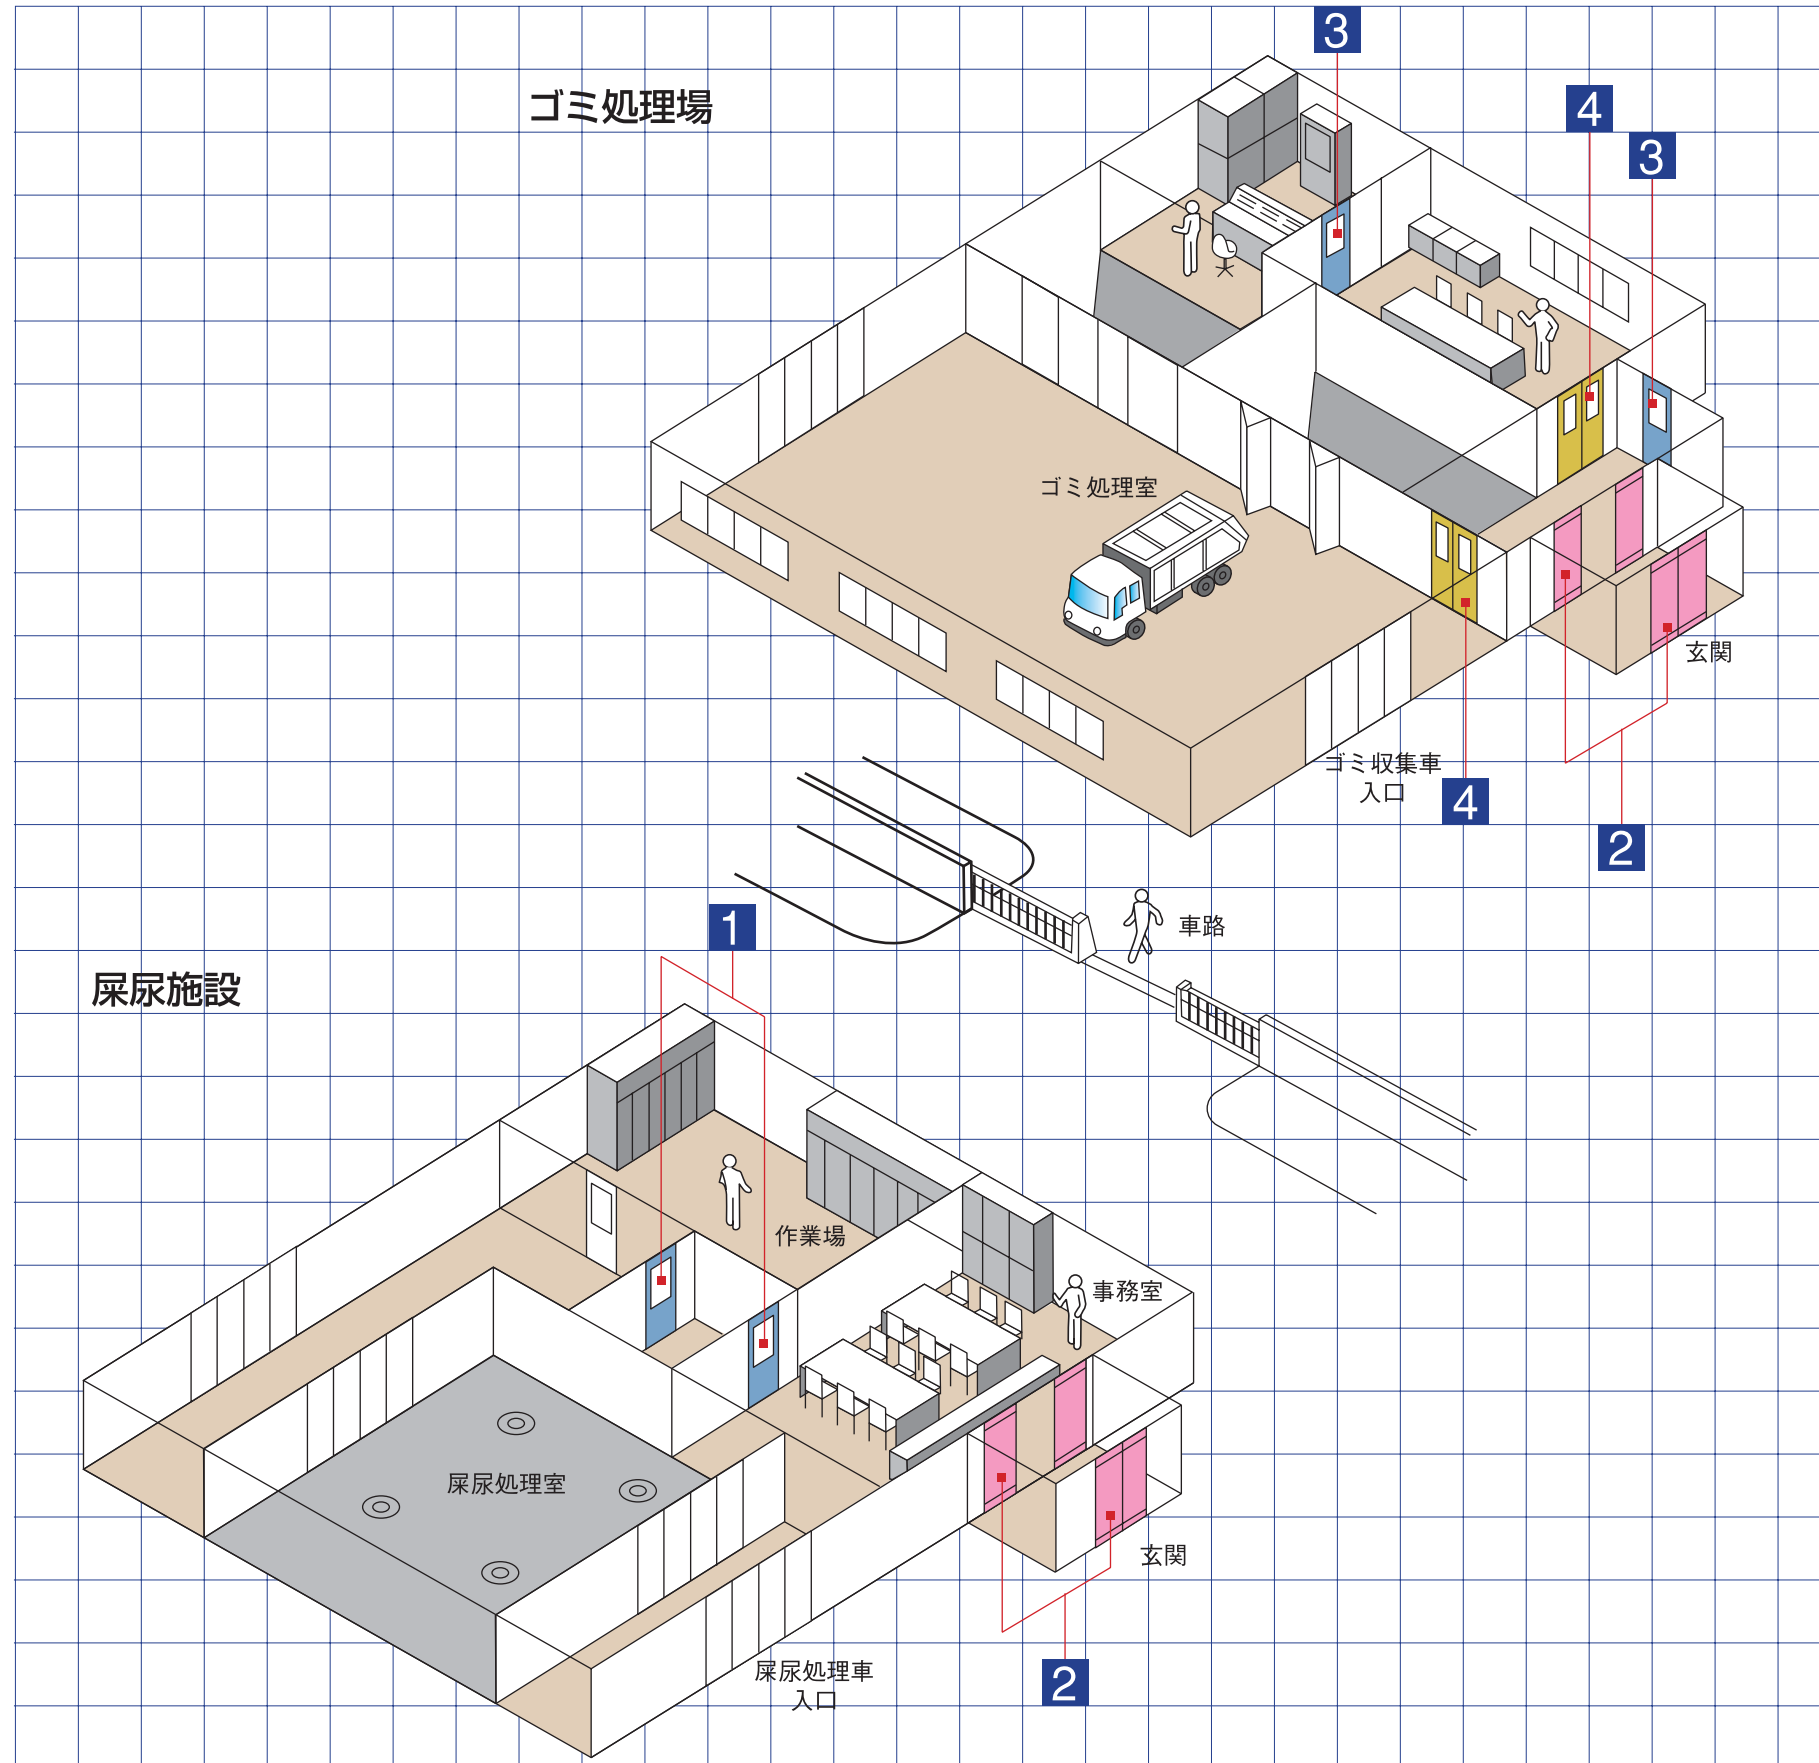 3
ゴミ処理場
4
3
ゴミ処理室
玄関
ゴミ収集車
入口
4
2
車路
1
屎尿施設
作業場
事務室
屎尿処理室
玄関
屎尿処理車
入口
2